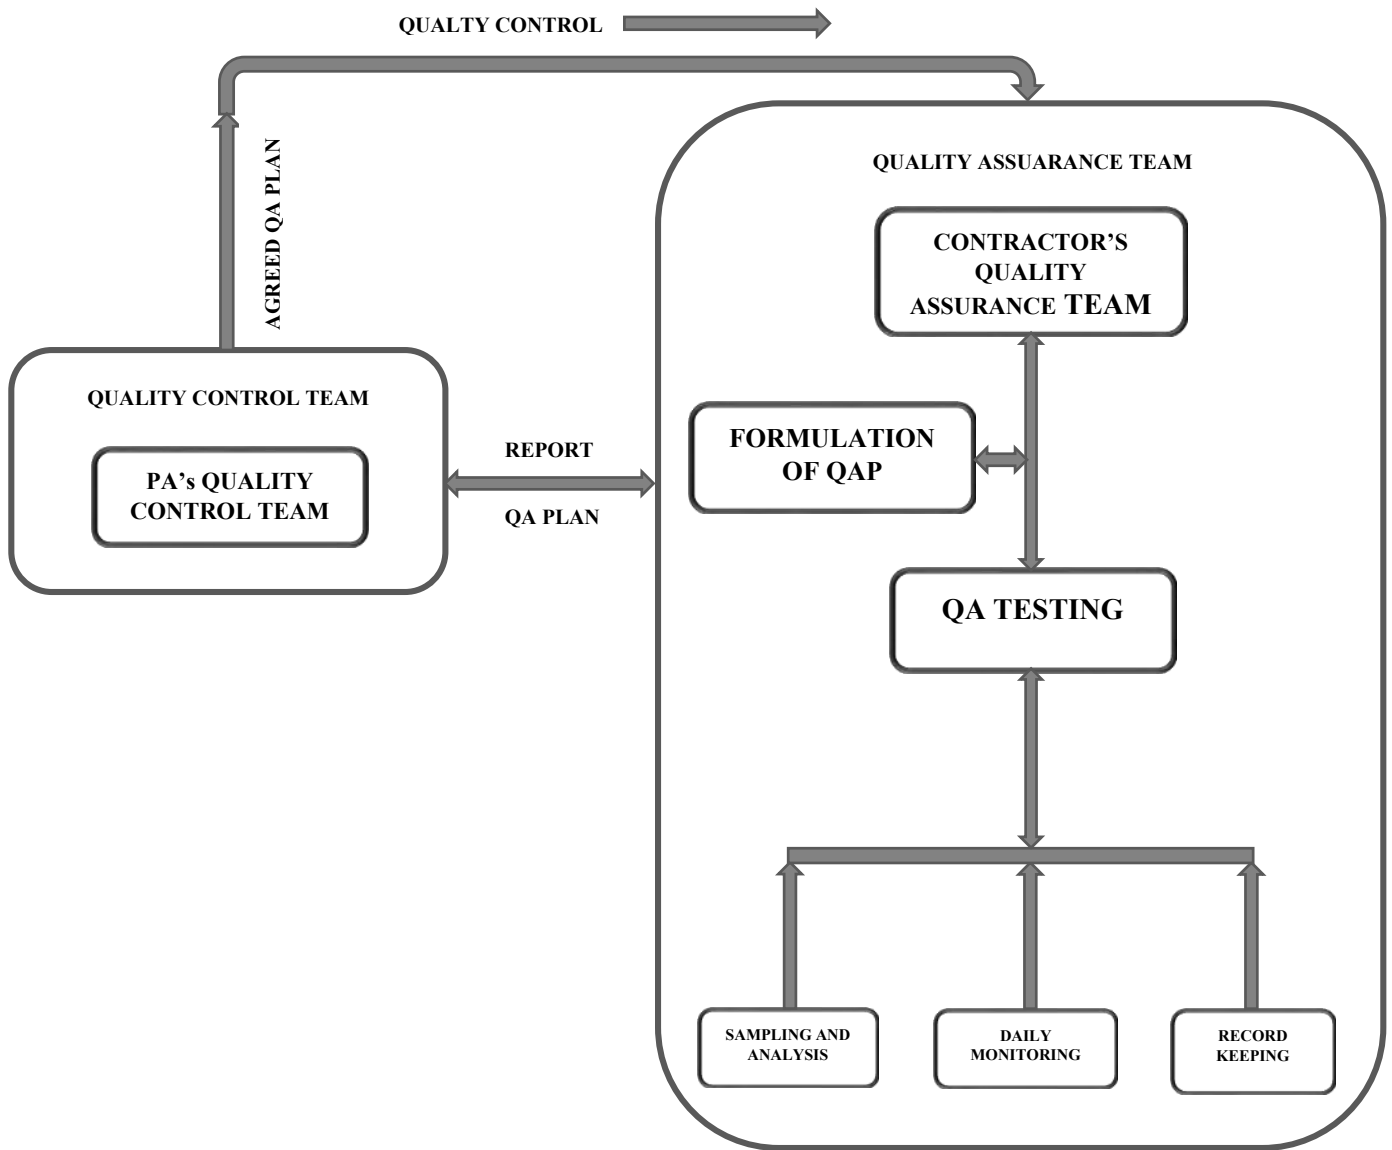 QUALTY CONTROL
AGREED QA PLAN
QUALITY CONTROL TEAM
PA's QUALITY
CONTROL TEAM
REPORT
QA PLAN
QUALITY ASSUARANCE TEAM
CONTRACTOR’S
QUALITY
ASSURANCE TEAM
FORMULATION
OF QAP
QA TESTING
SAMPLING AND
ANALYSIS
DAILY
MONITORING
RECORD
KEEPING